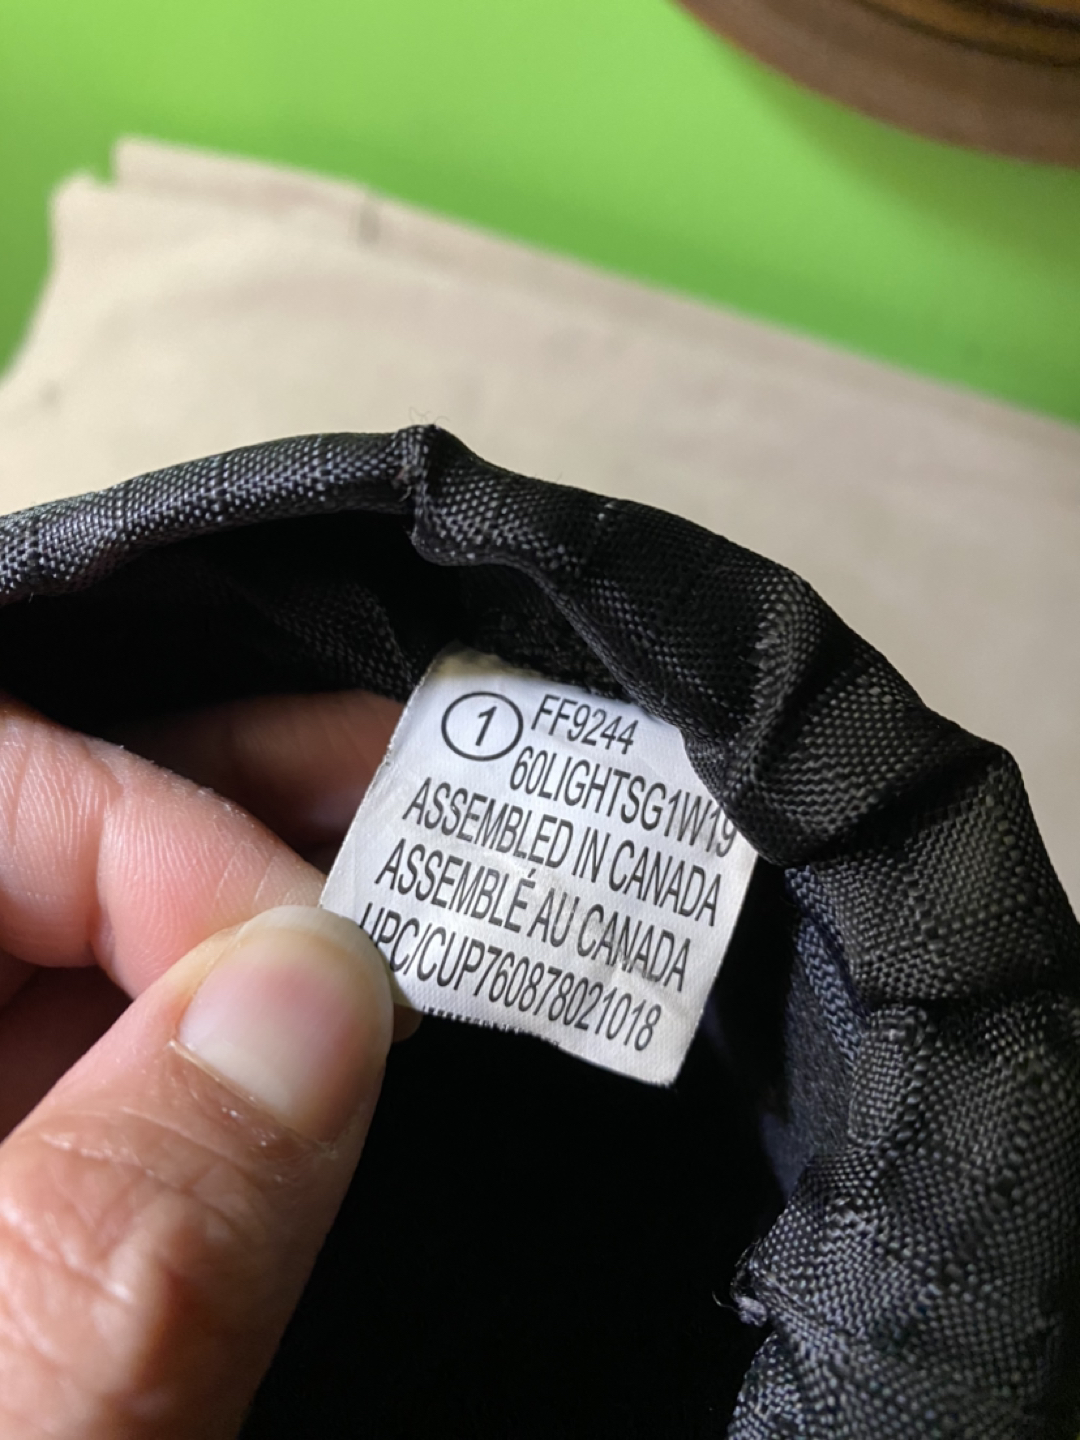 1 FF9244
60LIGHTSG1W19
ASSEMBLED IN CANADA
ASSEMBLÉ AU CANADA
UPC/CUP760878021018